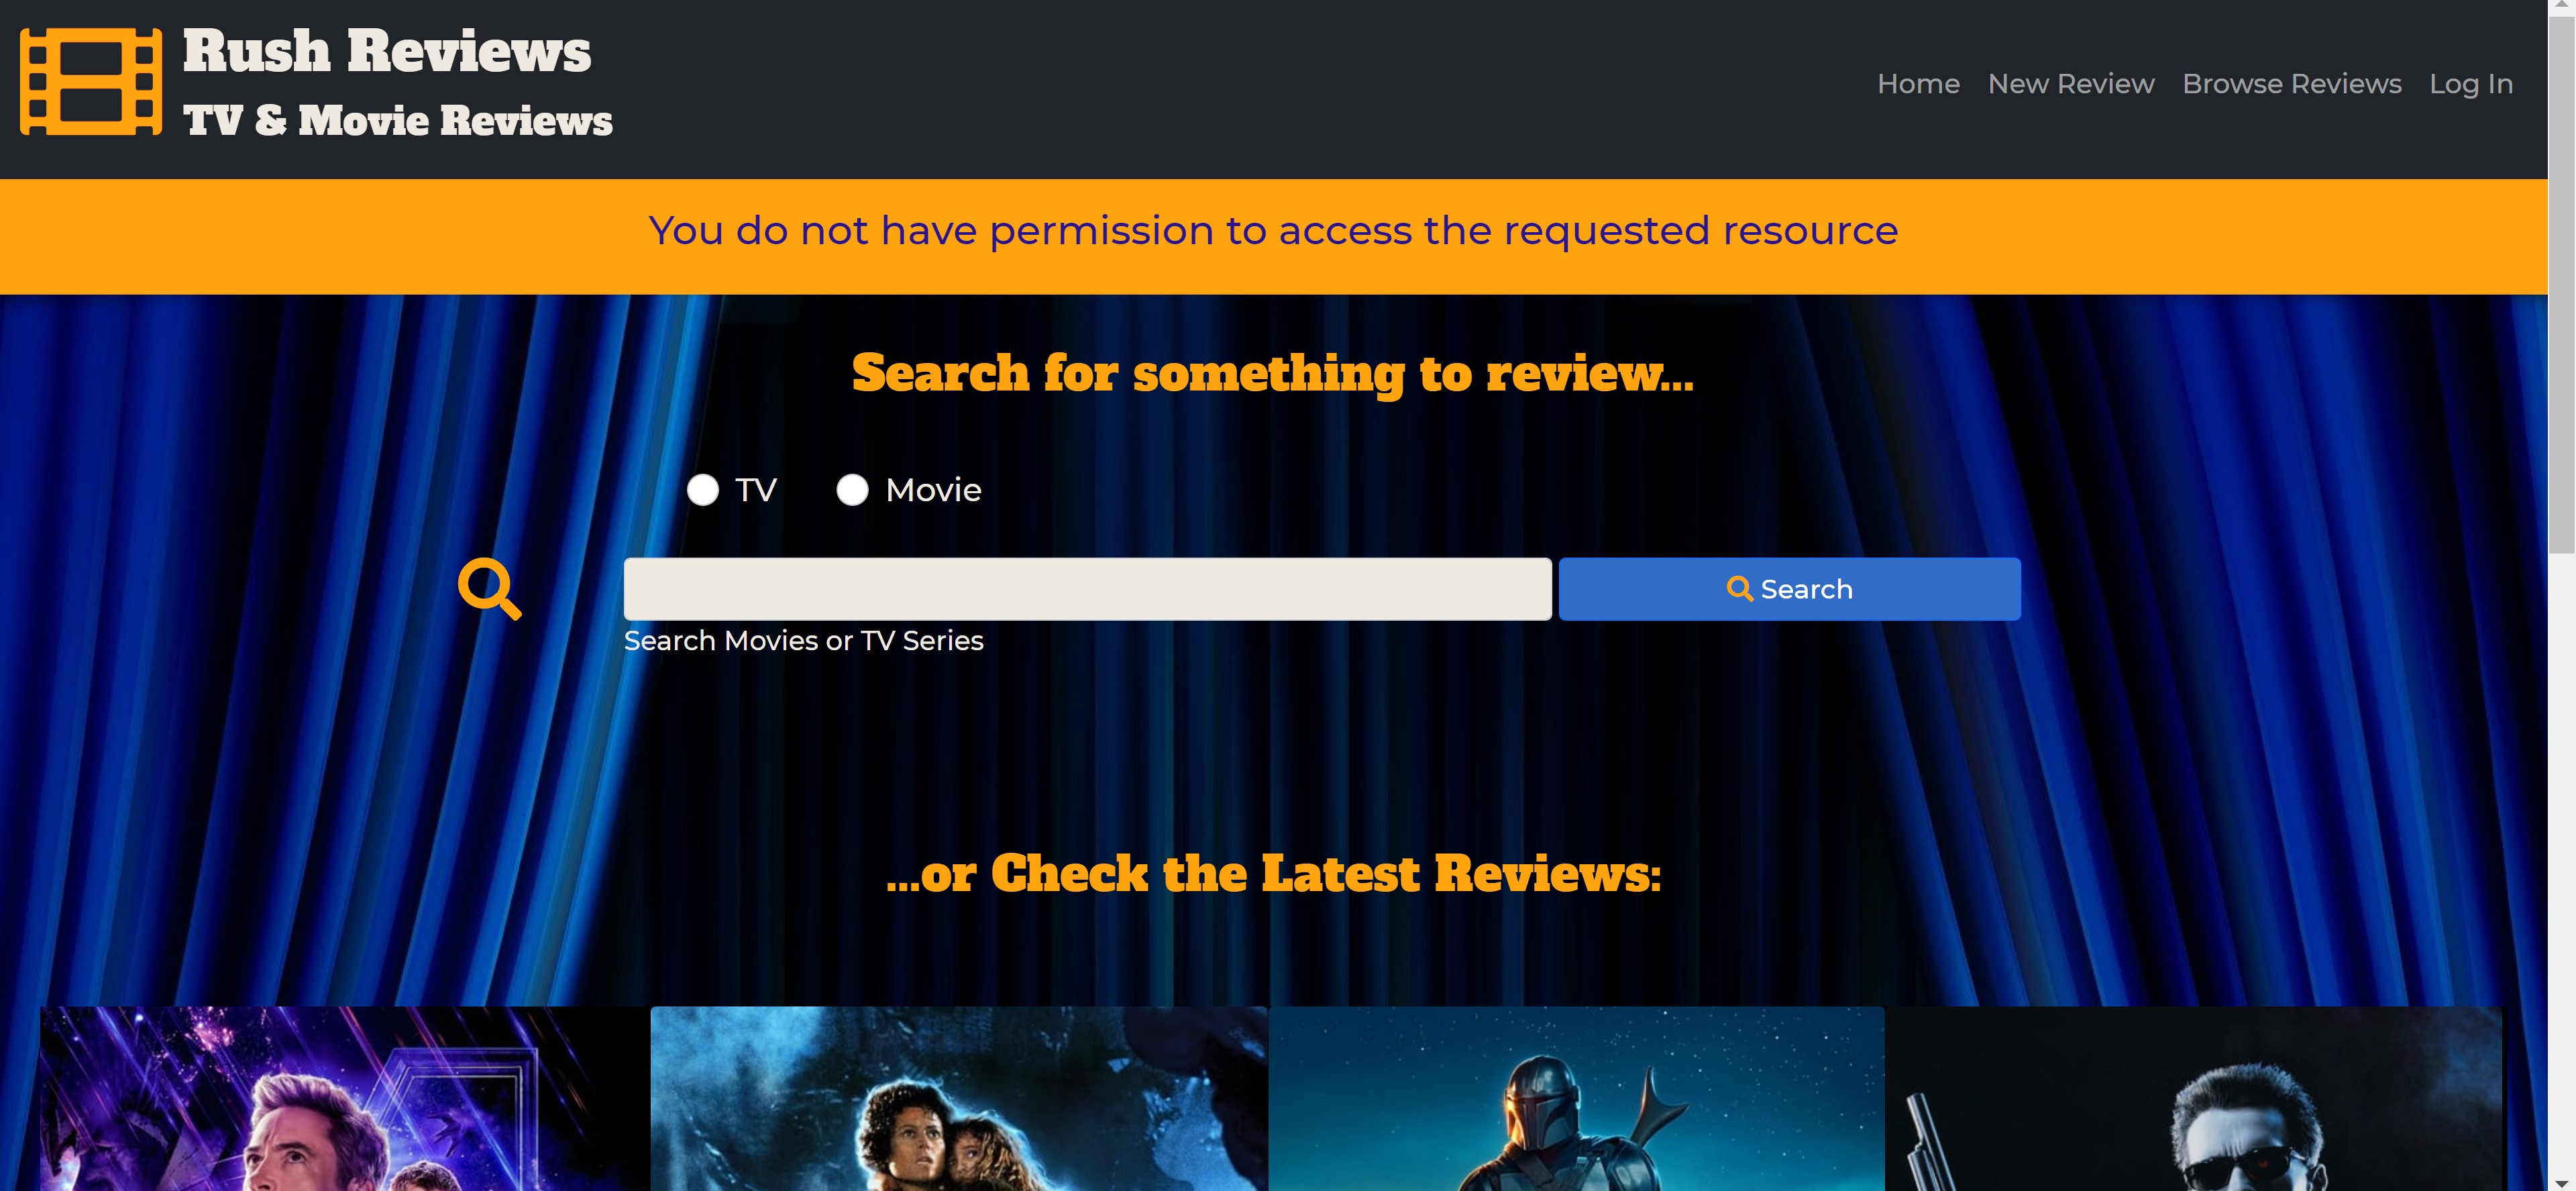 Rush Reviews
TV & Movie Reviews
Home New Review Browse Reviews Log In
You do not have permission to access the requested resource
Search for something to review...
TV Movie
Search
Search Movies or TV Series
...or Check the Latest Reviews: